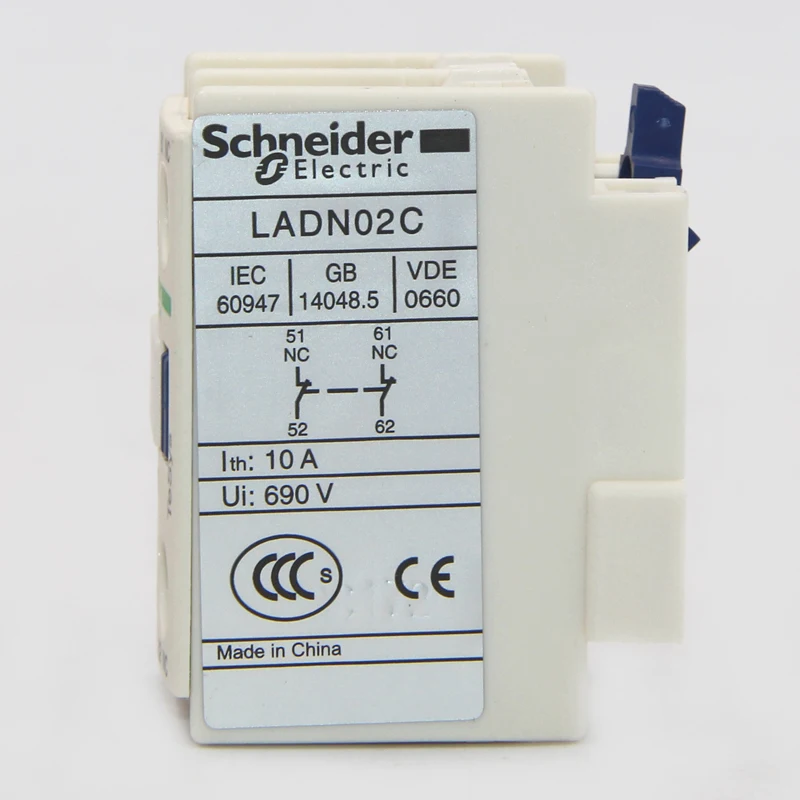 Schneider
Electric
LADN02C
IEC GB VDE
60947 14048.5 0660
51 61
NC NC
52 62
Ith: 10 A
Ui: 690 V
CCC S CE
Made in China